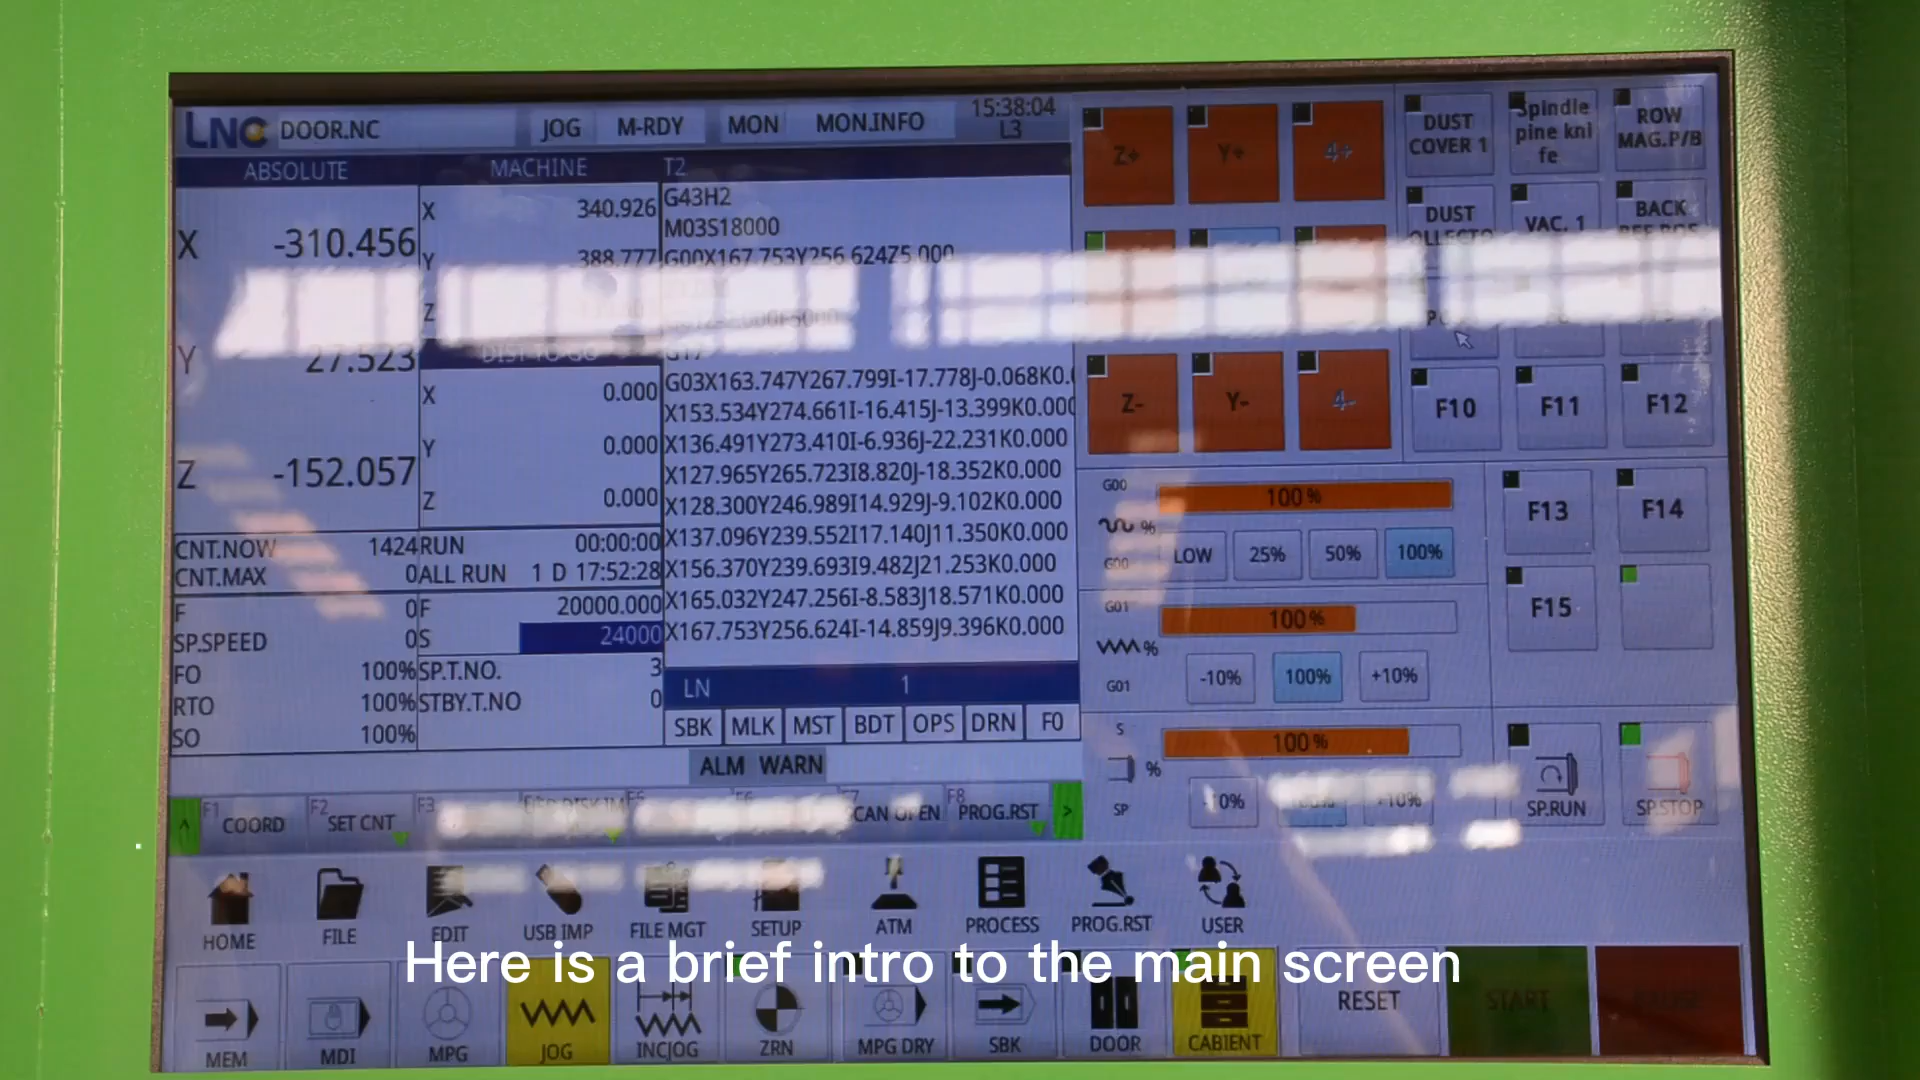 LNC DOOR.NC JOG M-RDY MON MON.INFO 15:38:04
L3
ABSOLUTE MACHINE T2
X -310.456
Y 27.523
Z -152.057
X 340.926
Y 388.777
Z
X 0.000
Y 0.000
Z 0.000
G43H2
M03S18000
G00X167.753Y256.624Z5.000
G17
G03X163.747Y267.799I-17.778J-0.068K0.
X153.534Y274.661I-16.415J-13.399K0.000
X136.491Y273.410I-6.936J-22.231K0.000
X127.965Y265.723I8.820J-18.352K0.000
X128.300Y246.989I14.929J-9.102K0.000
X137.096Y239.552I17.140J11.350K0.000
X156.370Y239.693I9.482J21.253K0.000
X165.032Y247.256I-8.583J18.571K0.000
X167.753Y256.624I-14.859J9.396K0.000
CNT.NOW 1424 RUN 00:00:00
CNT.MAX 0 ALL RUN 1 D 17:52:28
F 0 F 20000.000
SP.SPEED 0 S 24000
FO 100% SP.T.NO. 3
RTO 100% STBY.T.NO 0
SO 100%
LN 1
SBK MLK MST BDT OPS DRN F0
ALM WARN
F1 COORD F2 SET CNT F3 F6 F7 SCAN OPEN F8 PROG.RST >
Z+ Y+ 4+
Z- Y- 4-
DUST COVER 1
Spindle pine kni fe
ROW MAG.P/B
DUST
VAC. 1
BACK
F10 F11 F12
F13 F14
F15
G00 100 %
%
G00 LOW 25% 50% 100%
G01 100 %
%
G01 -10% 100% +10%
S 100 %
%
SP -10% 100% +10%
SP.RUN SP.STOP
HOME FILE EDIT USB IMP FILE MGT SETUP ATM PROCESS PROG.RST USER
Here is a brief intro to the main screen
MEM MDI MPG JOG INCJOG ZRN MPG DRY SBK DOOR CABIENT RESET START